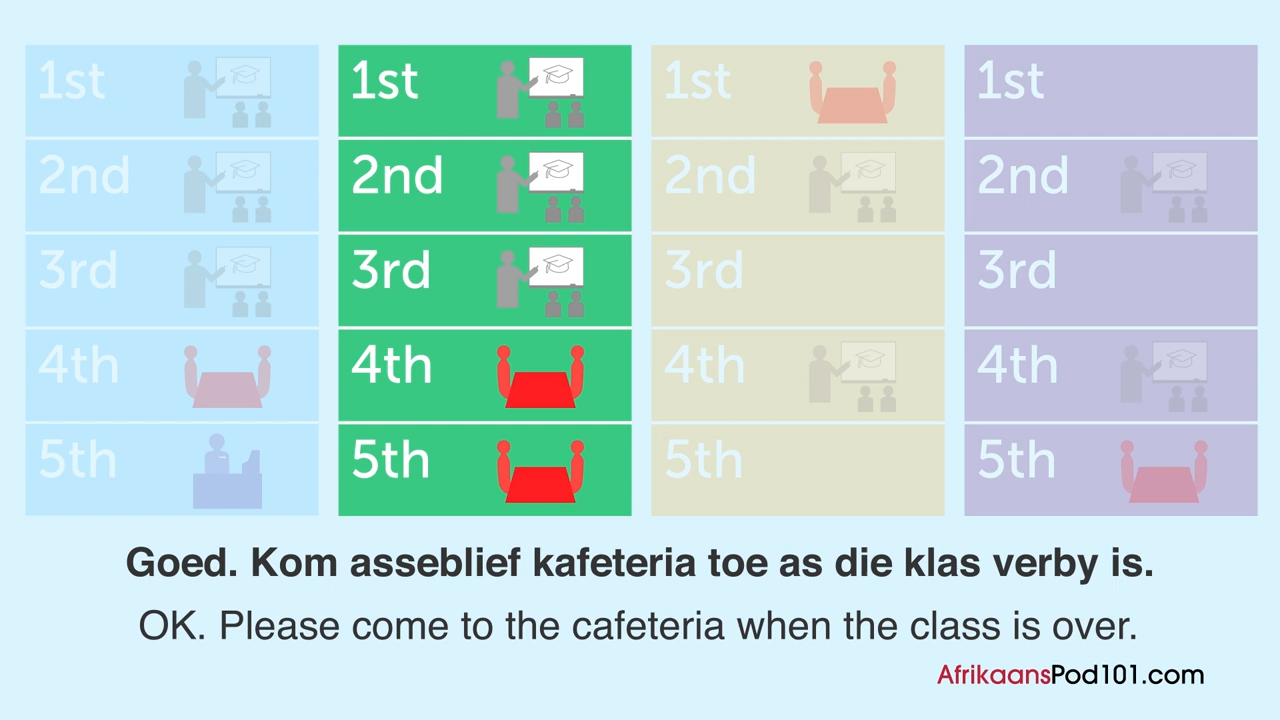 1st 1st 1st 1st
2nd 2nd 2nd 2nd
3rd 3rd 3rd 3rd
4th 4th 4th 4th
5th 5th 5th 5th
Goed. Kom asseblief kafeteria toe as die klas verby is.
OK. Please come to the cafeteria when the class is over.
AfrikaansPod101.com